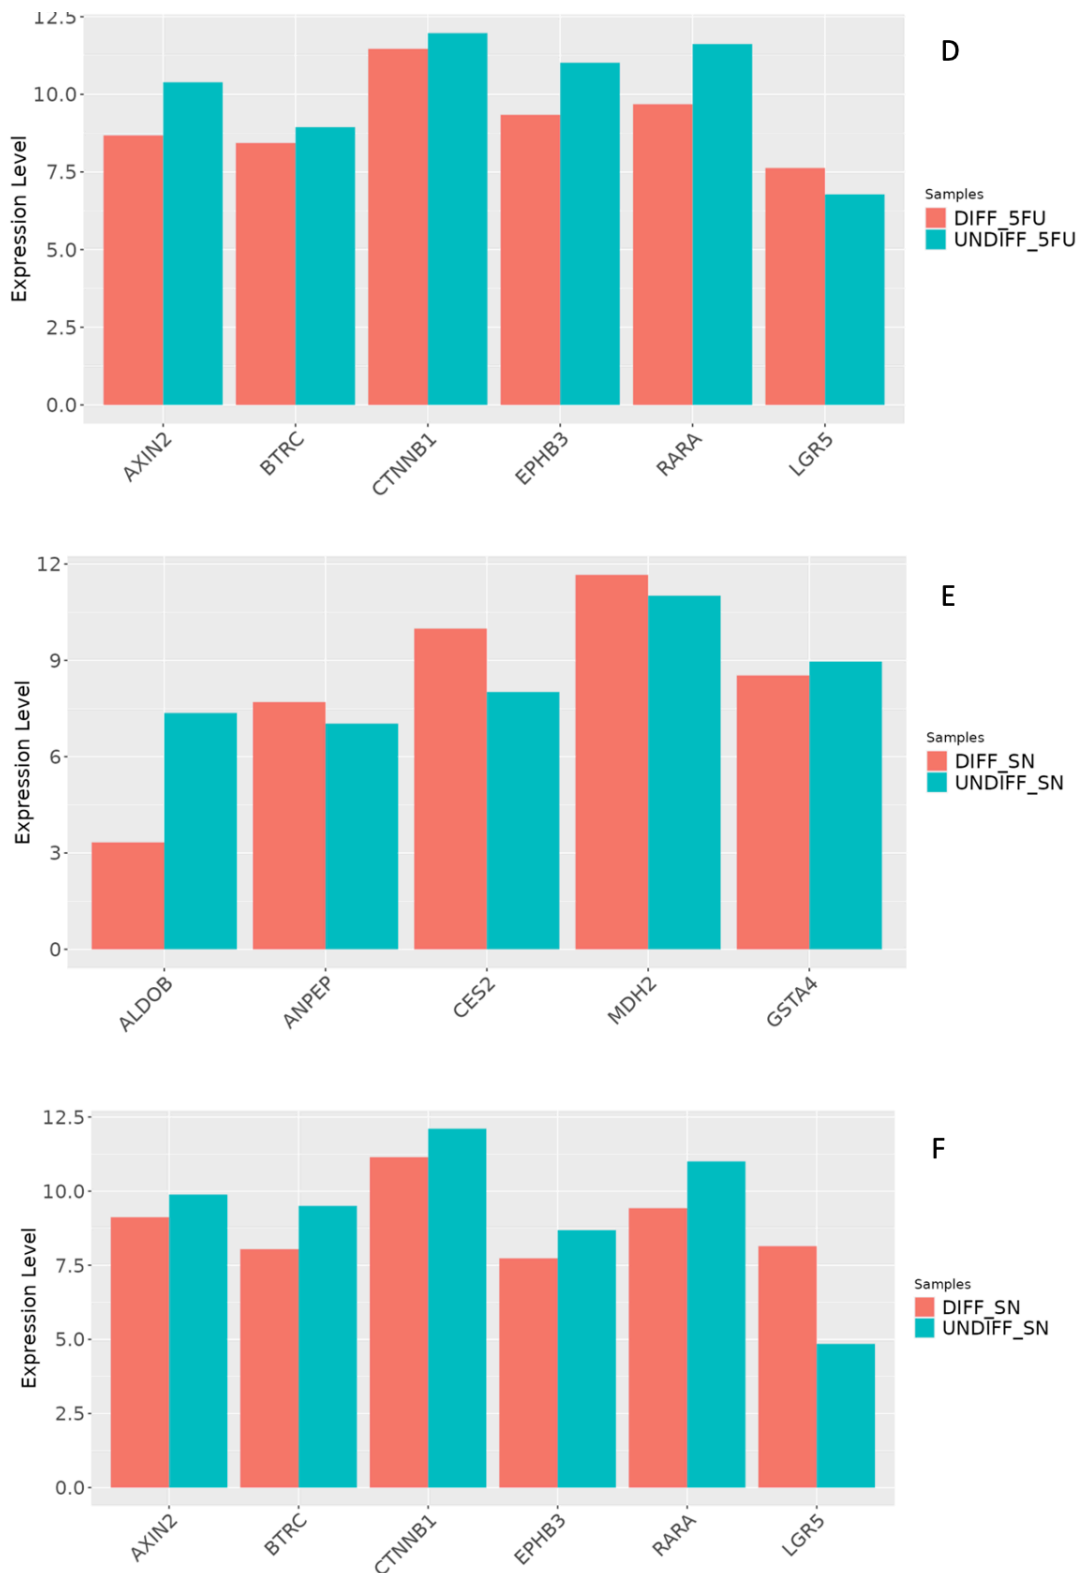 12.5
D
10.0
Expression Level
7.5
Samples
DIFF_5FU
UNDIFF_5FU
5.0
2.5
0.0
AXIN2 BTRC CTNNB1 EPHB3 RARA LGR5
12
E
9
Expression Level
Samples
DIFF_SN
UNDIFF_SN
6
3
0
ALDOB ANPEP CES2 MDH2 GSTA4
12.5
F
10.0
Expression Level
7.5
Samples
DIFF_SN
UNDIFF_SN
5.0
2.5
0.0
AXIN2 BTRC CTNNB1 EPHB3 RARA LGR5